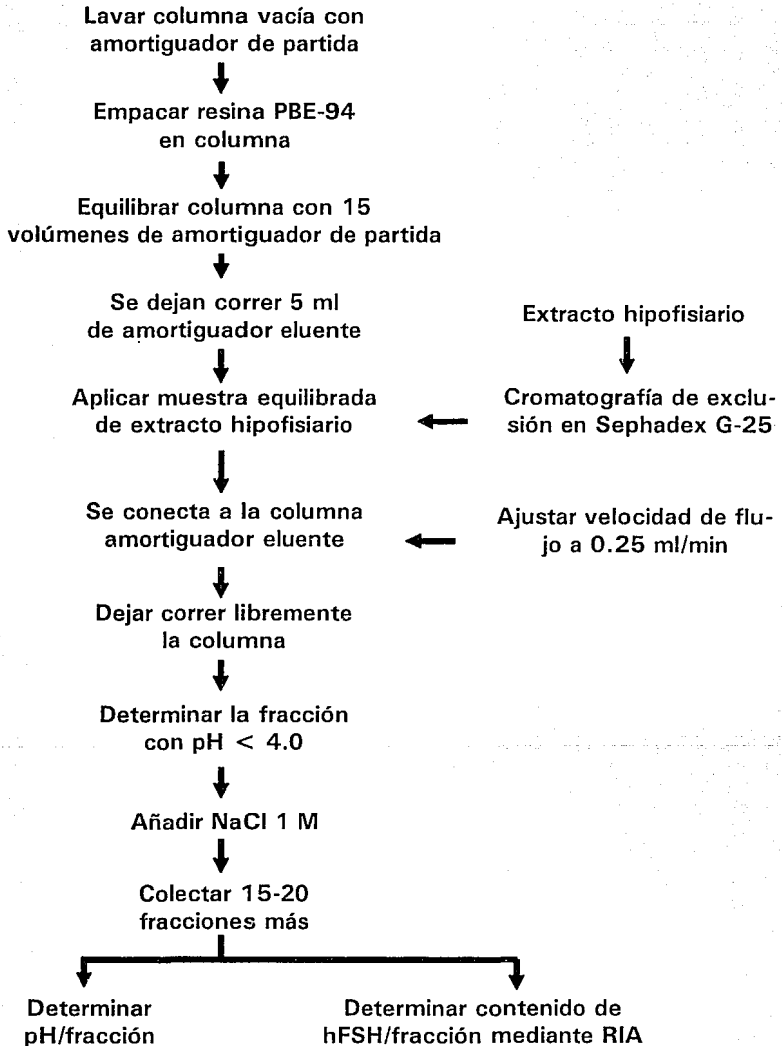 Lavar columna vacía con
amortiguador de partida
Empacar resina PBE-94
en columna
Equilibrar columna con 15
volúmenes de amortiguador de partida
Se dejan correr 5 ml
de amortiguador eluente
Extracto hipofisiario
Aplicar muestra equilibrada
de extracto hipofisiario
Cromatografía de exclu-
sión en Sephadex G-25
Se conecta a la columna
amortiguador eluente
Ajustar velocidad de flu-
jo a 0.25 ml/min
Dejar correr libremente
la columna
Determinar la fracción
con pH < 4.0
Añadir NaCl 1 M
Colectar 15-20
fracciones más
Determinar
pH/fracción
Determinar contenido de
hFSH/fracción mediante RIA